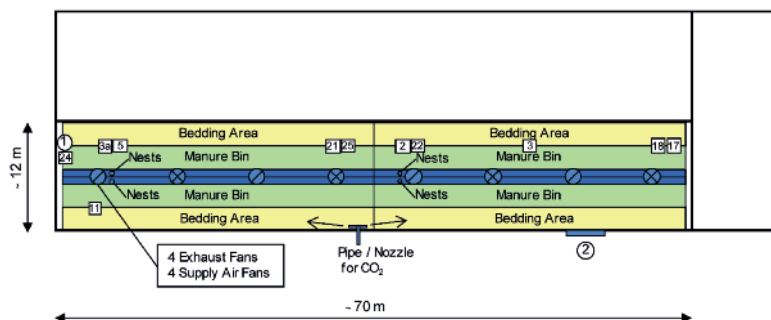 Bedding Area
Bedding Area
1
3a
5
21
25
2
22
3
18
17
24
Nests
Manure Bin
Nests
Manure Bin
Nests
Manure Bin
Nests
Manure Bin
11
Bedding Area
Bedding Area
~ 12 m
4 Exhaust Fans
4 Supply Air Fans
Pipe / Nozzle
for CO₂
2
~ 70 m